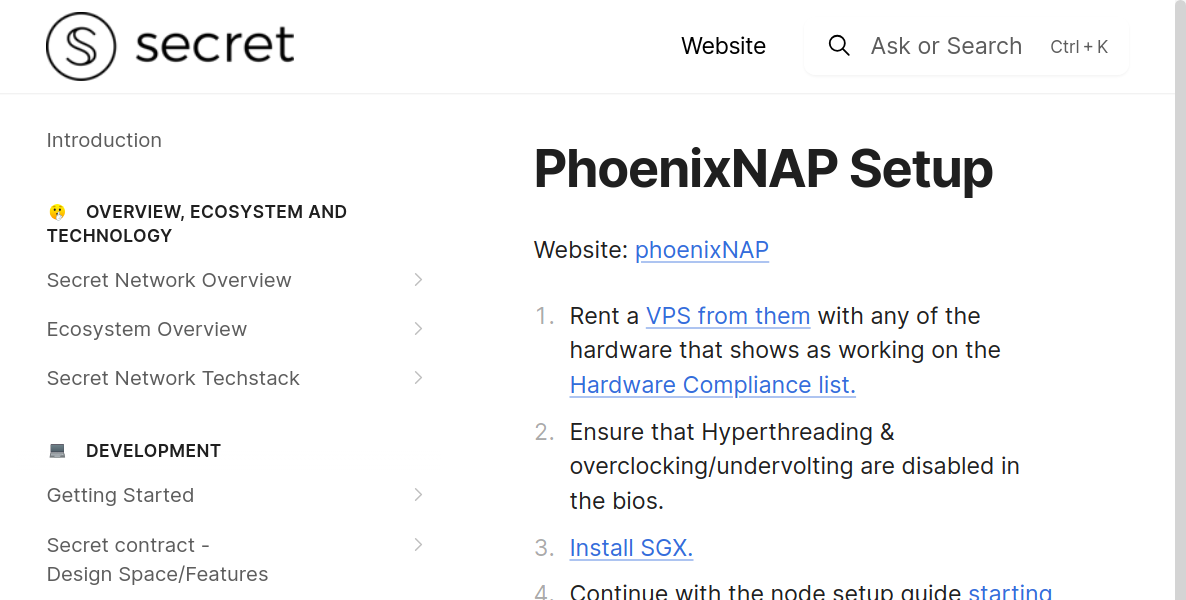 secret
Website
Ask or Search Ctrl + K
Introduction
OVERVIEW, ECOSYSTEM AND
TECHNOLOGY
Secret Network Overview
Ecosystem Overview
Secret Network Techstack
DEVELOPMENT
Getting Started
Secret contract -
Design Space/Features
PhoenixNAP Setup
Website: phoenixNAP
1. Rent a VPS from them with any of the
hardware that shows as working on the
Hardware Compliance list.
2. Ensure that Hyperthreading &
overclocking/undervolting are disabled in
the bios.
3. Install SGX.
4. Continue with the node setup guide starting